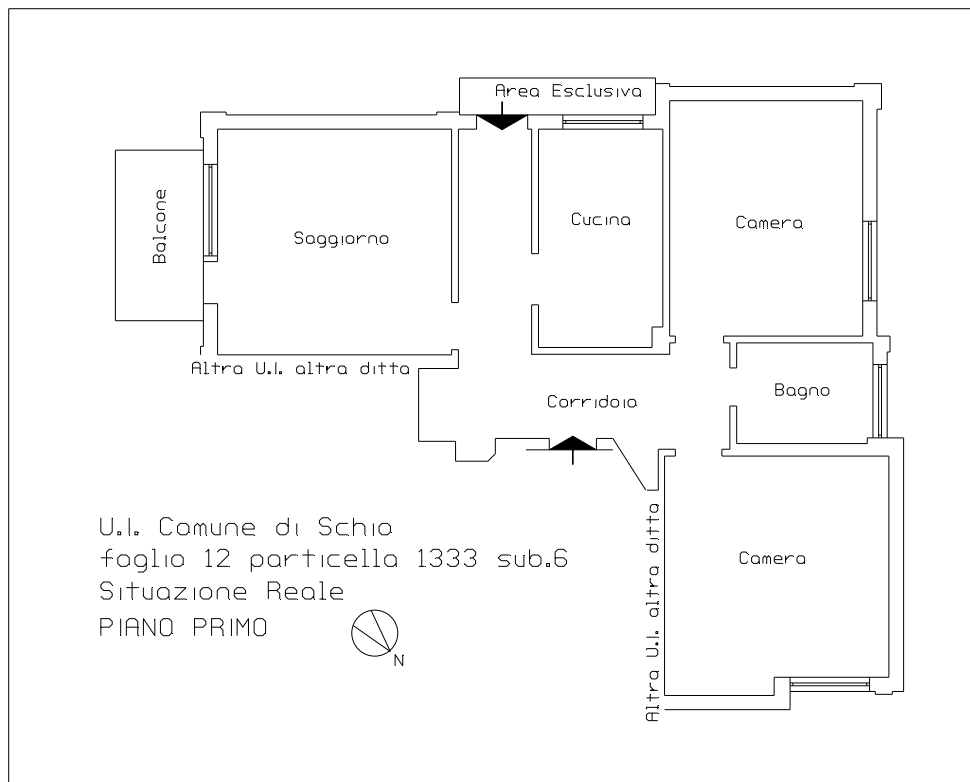 Area Esclusiva
Balcone
Soggiorno
Cucina
Camera
Altra U.I. altra ditta
Corridoio
Bagno
U.I. Comune di Schio
foglio 12 particella 1333 sub.6
Situazione Reale
PIANO PRIMO
N
Altra U.I. altra ditta
Camera